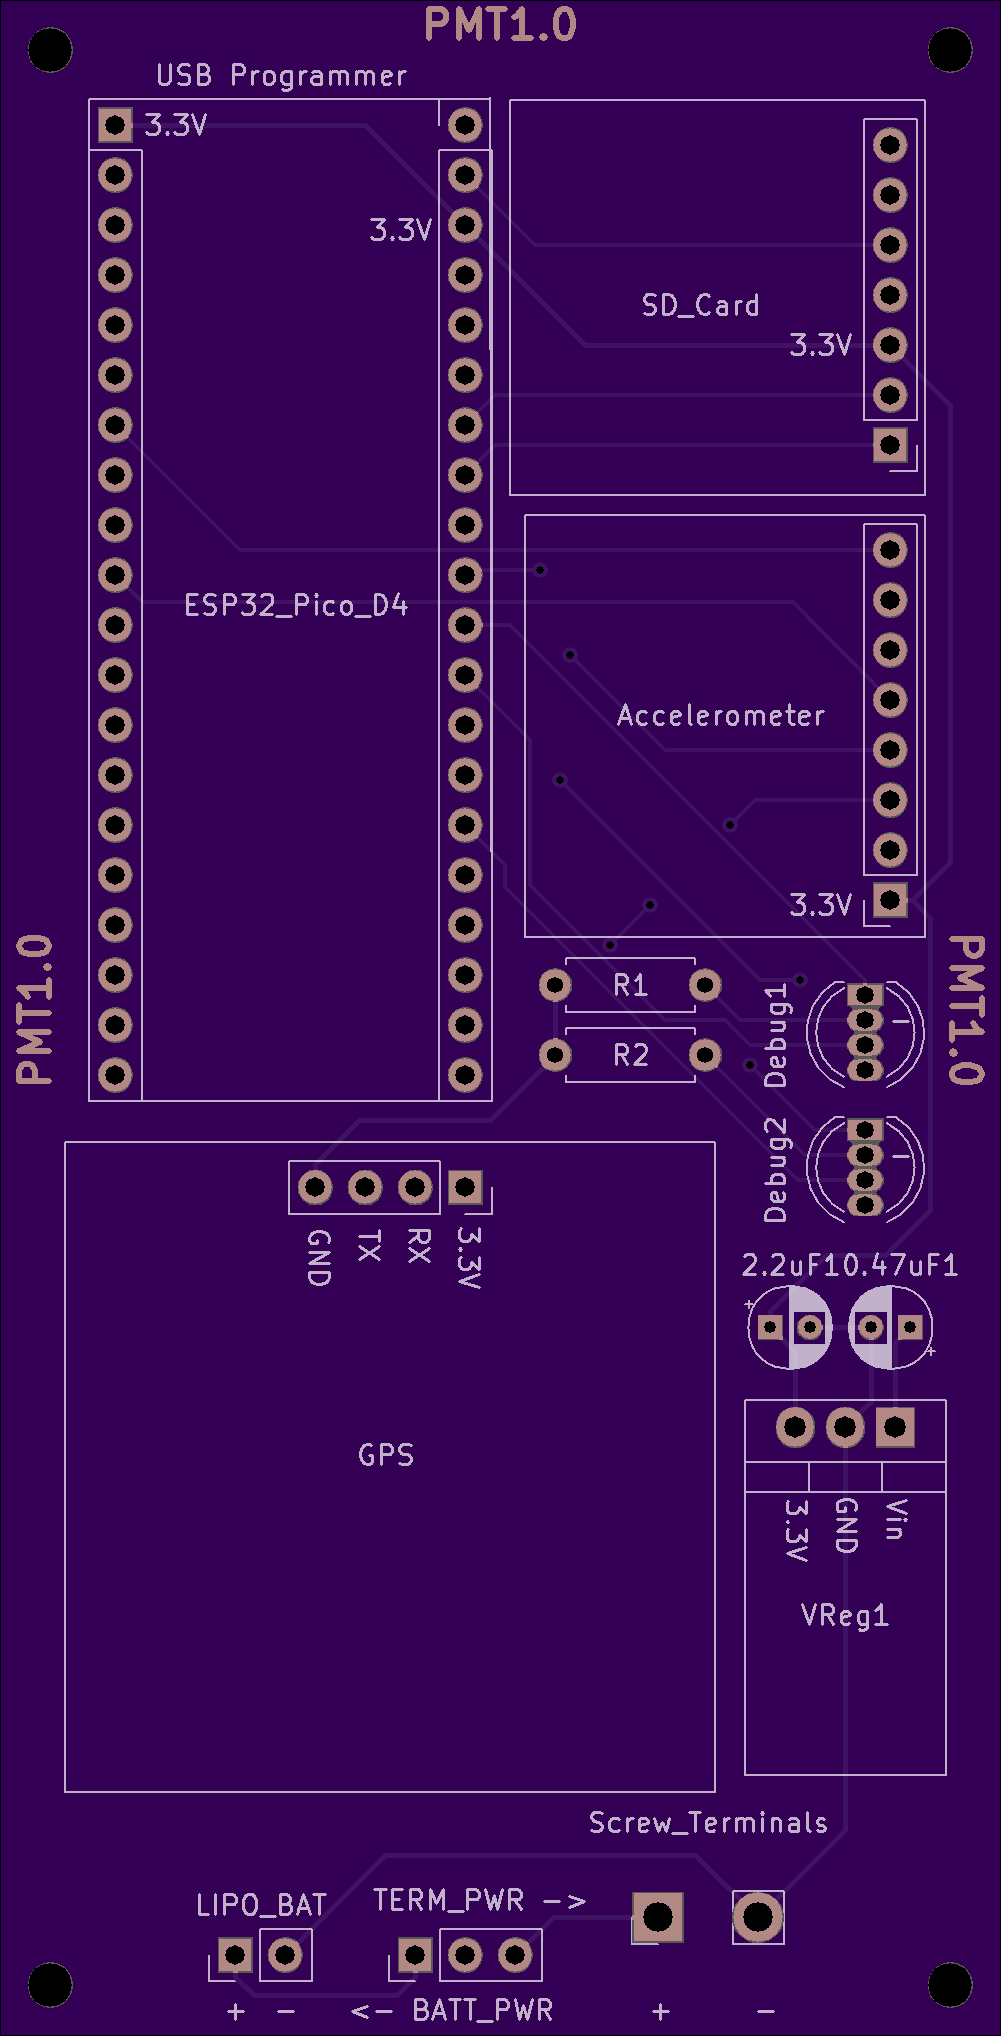 PMT1.0
USB Programmer
3.3V
3.3V
SD_Card
3.3V
ESP32_Pico_D4
Accelerometer
3.3V
PMT1.0
PMT1.0
R1
R2
Debug1
Debug2
GND
TX
RX
3.3V
2.2uF10.47uF1
+
+
GPS
3.3V
GND
Vin
VReg1
Screw_Terminals
LIPO_BAT
TERM_PWR ->
+ -
<- BATT_PWR
+ -